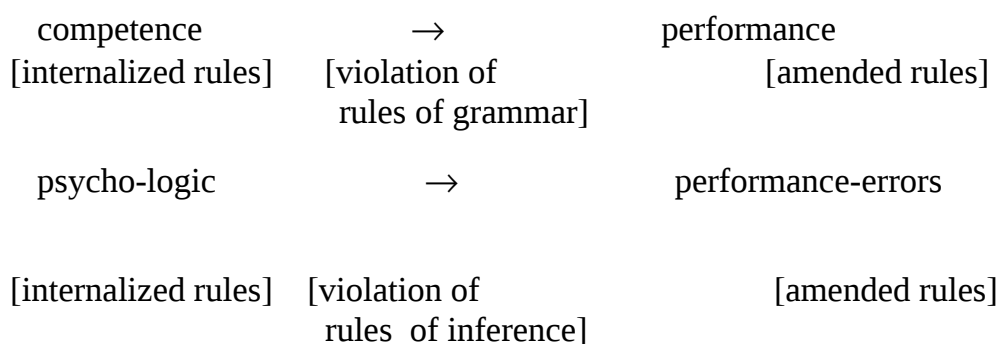 competence → performance
[internalized rules] [violation of [amended rules]
rules of grammar]
psycho-logic → performance-errors
[internalized rules] [violation of [amended rules]
rules of inference]